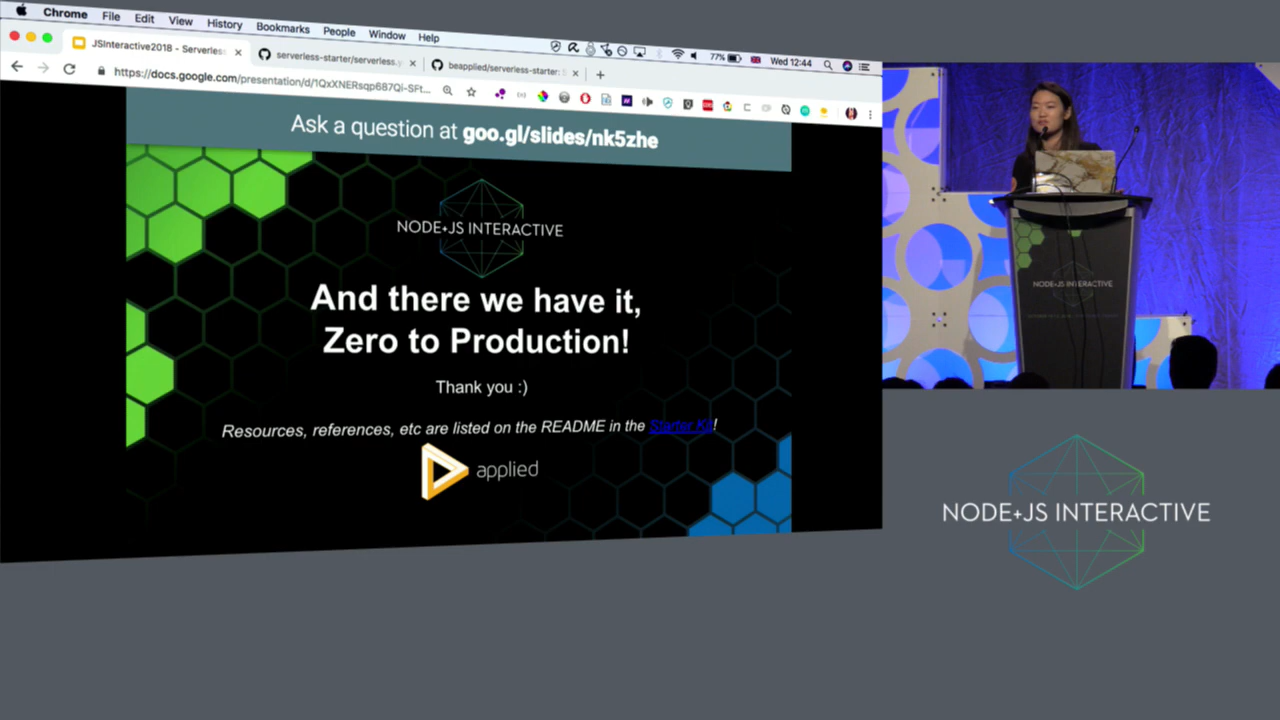 Chrome File Edit View History Bookmarks People Window Help
77% Wed 12:44
JSInteractive2018 - Serverless
serverless-starter/serverless.y
beapplied/serverless-starter:
https://docs.google.com/presentation/d/1QxXNERsqp687Qi-SFt...
Ask a question at goo.gl/slides/nk5zhe
NODE+JS INTERACTIVE
And there we have it,
Zero to Production!
Thank you :)
Resources, references, etc are listed on the README in the Starter Kit!
applied
NODE+JS INTERACTIVE
NODE+JS INTERACTIVE